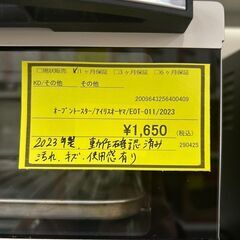 □現状販売 ☑1ヶ月保証 □3ヶ月保証 □6ヶ月保証
KD/その他 その他
2009643256400409
オーブントースター/アイリスオーヤマ/EOT-011/2023
¥1,650(税込)
2023年製、動作確認済み
290425
汚れ、キズ、使用感有り